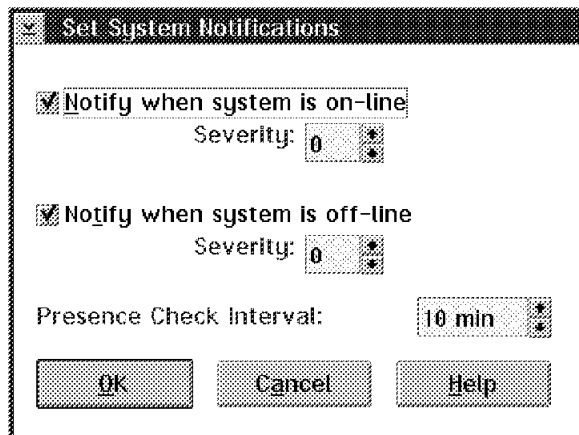 Set System Notifications
Notify when system is on-line
Severity: 0
Notify when system is off-line
Severity: 0
Presence Check Interval: 10 min
OK Cancel Help